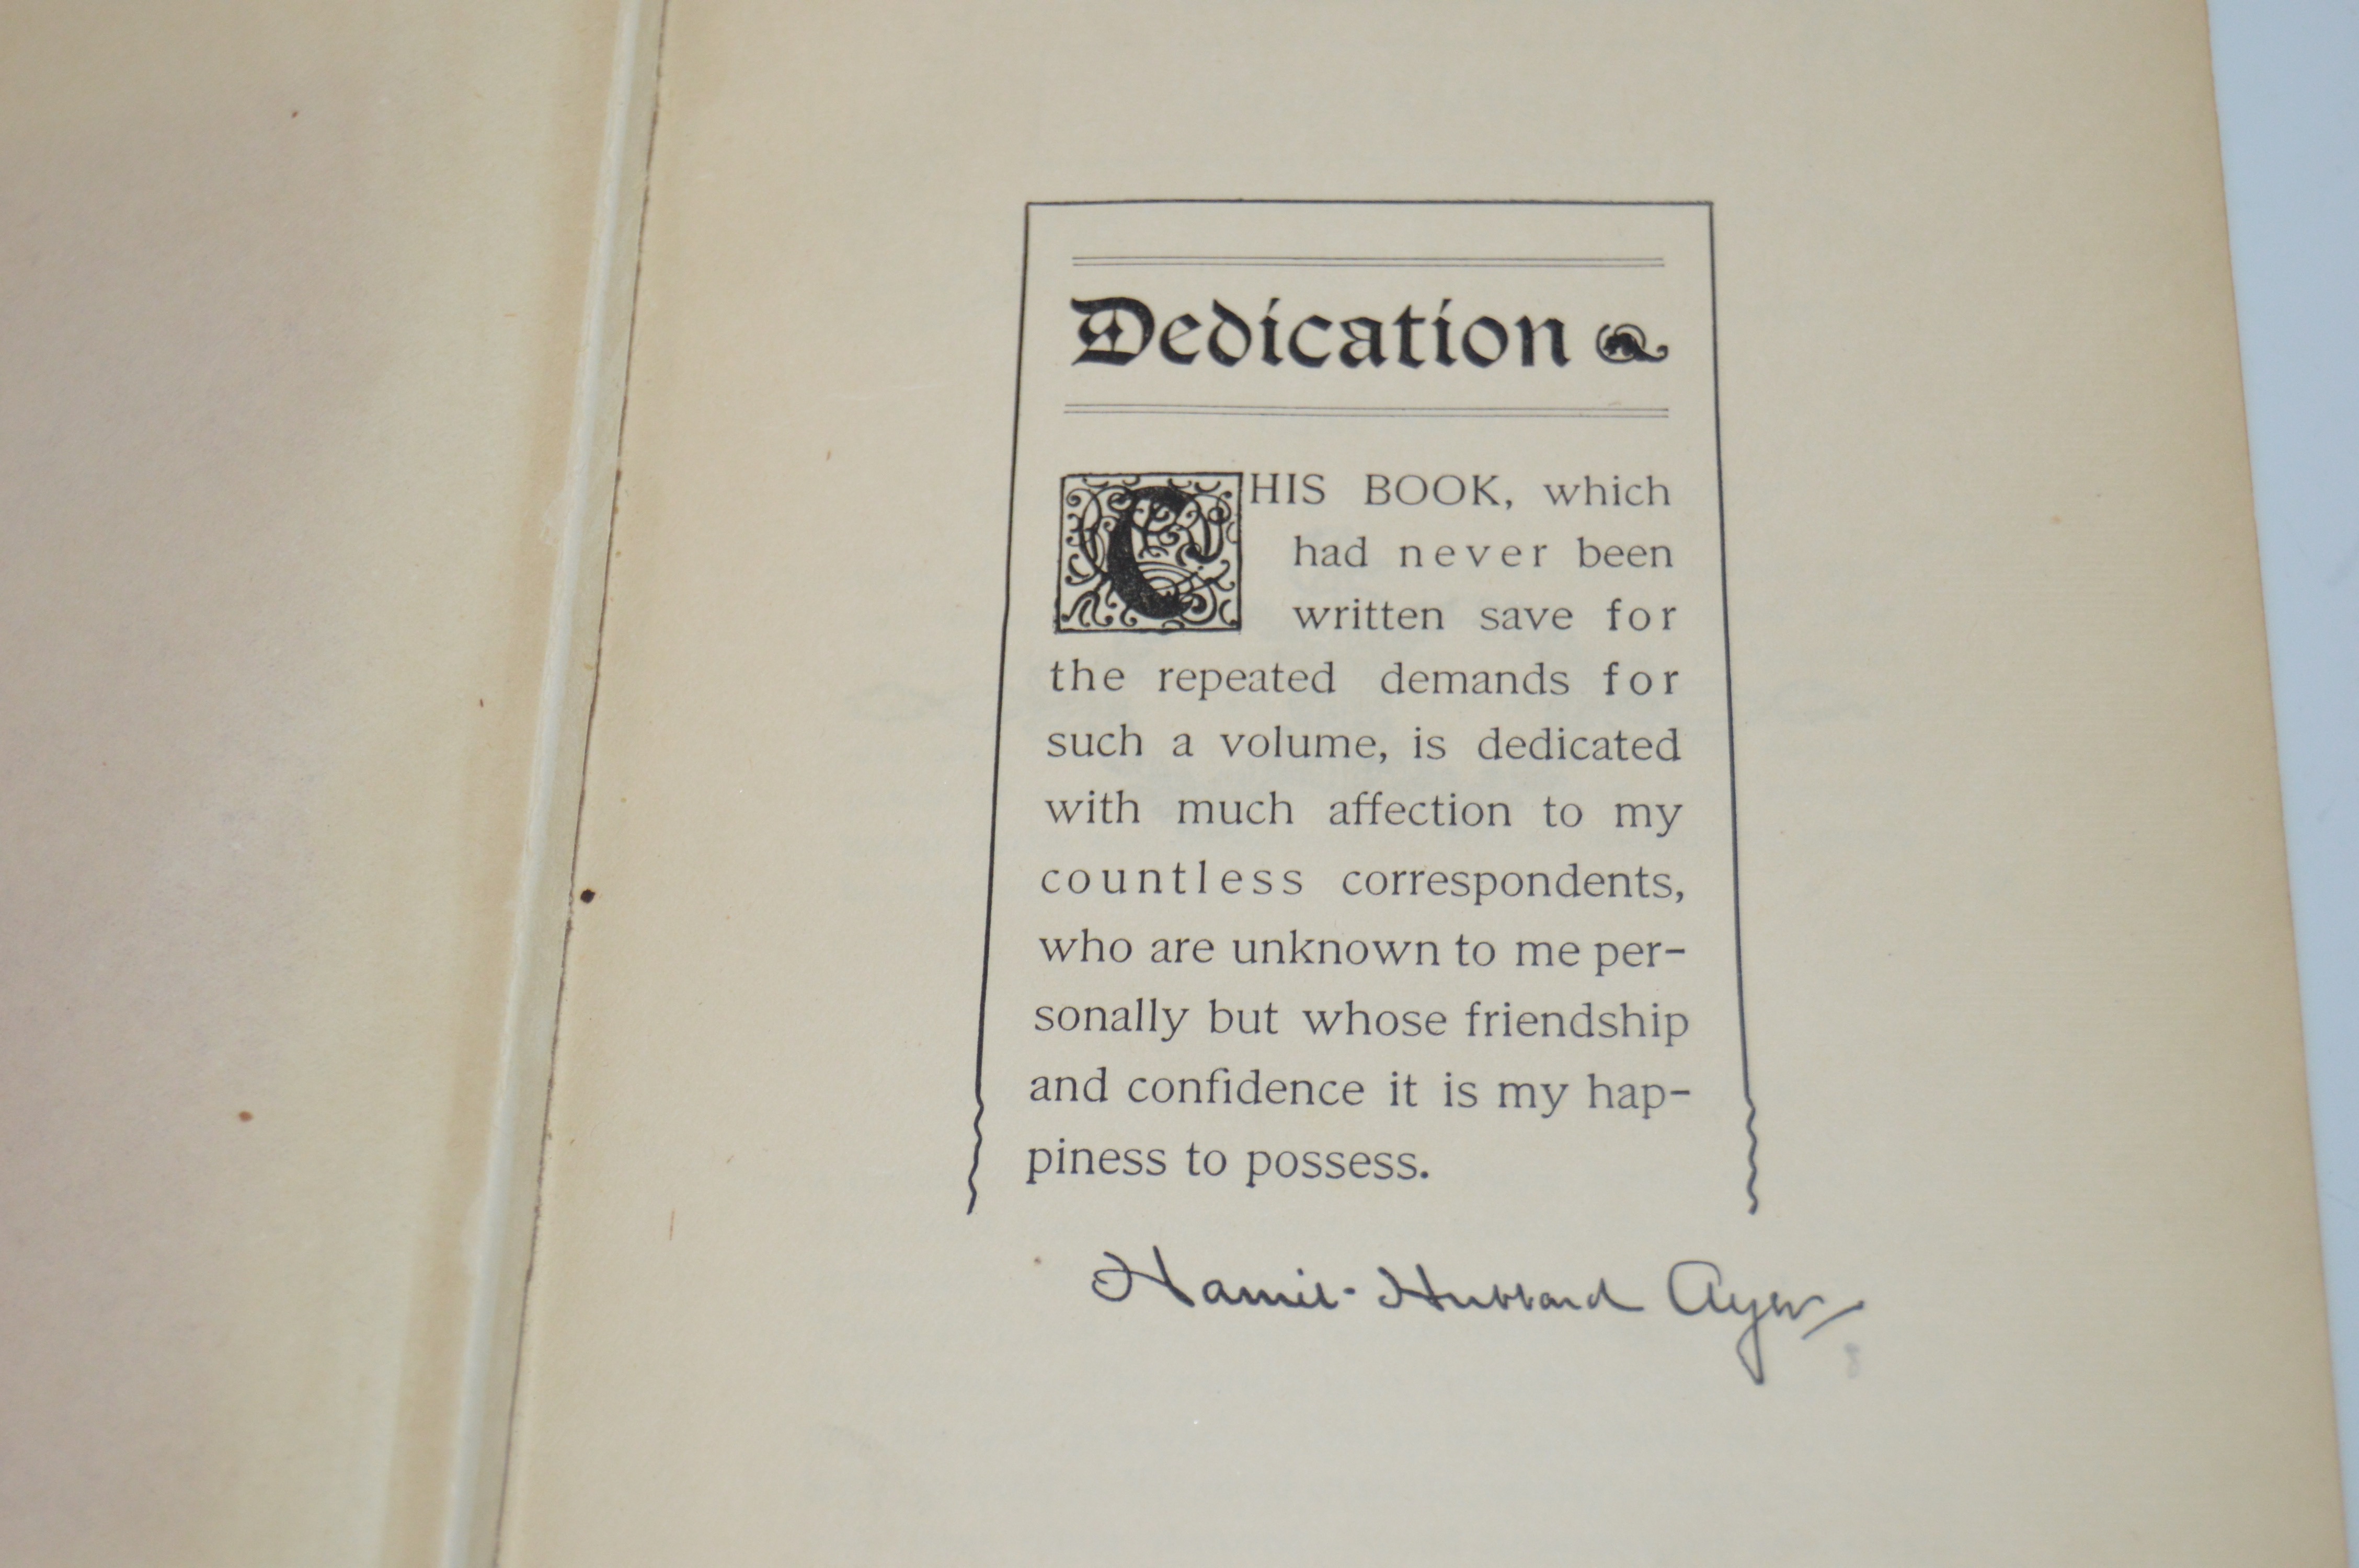 Dedication
THIS BOOK, which
had never been
written save for
the repeated demands for
such a volume, is dedicated
with much affection to my
countless correspondents,
who are unknown to me per-
sonally but whose friendship
and confidence it is my hap-
piness to possess.
Harriet Hubbard Ayer